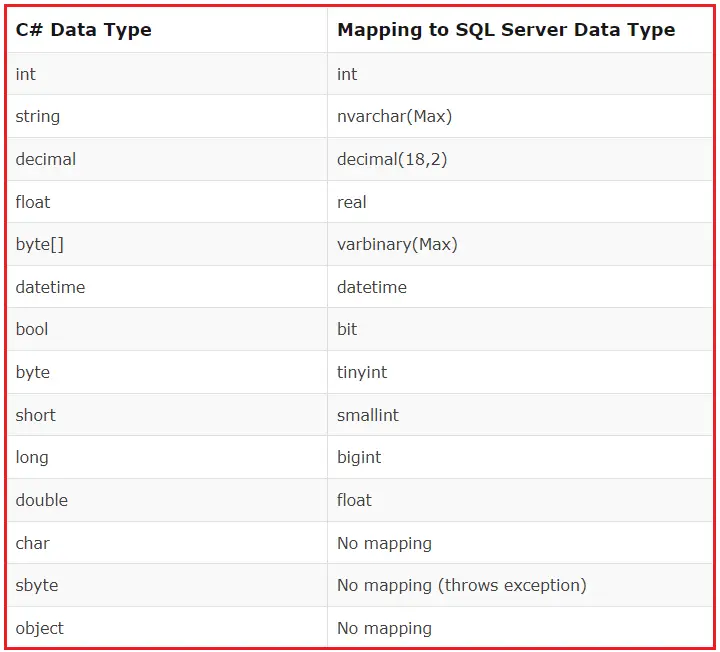 C# Data Type Mapping to SQL Server Data Type
int int
string nvarchar(Max)
decimal decimal(18,2)
float real
byte[] varbinary(Max)
datetime datetime
bool bit
byte tinyint
short smallint
long bigint
double float
char No mapping
sbyte No mapping (throws exception)
object No mapping